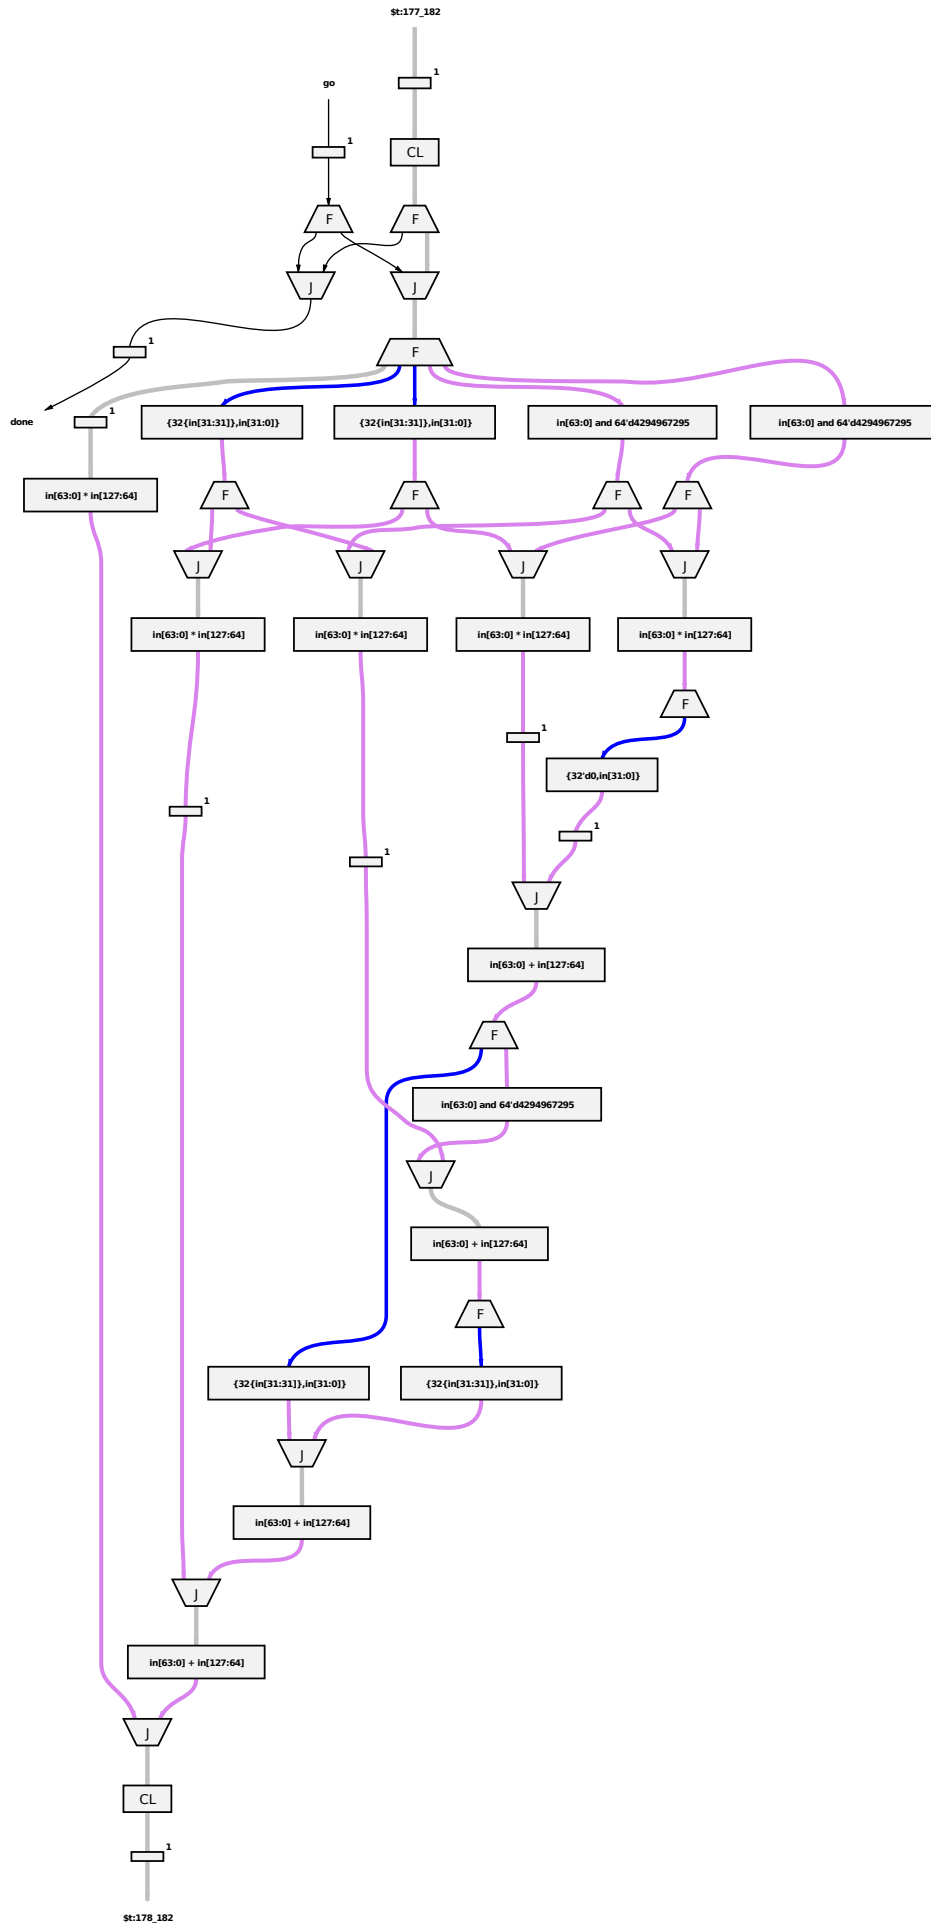 $t:177_182
1
go
1
CL
F
F
J
J
1
F
done
1
{32{in[31:31]},in[31:0]}
{32{in[31:31]},in[31:0]}
in[63:0] and 64'd4294967295
in[63:0] and 64'd4294967295
in[63:0] * in[127:64]
F
F
F
F
J
J
J
J
in[63:0] * in[127:64]
in[63:0] * in[127:64]
in[63:0] * in[127:64]
in[63:0] * in[127:64]
F
1
{32'd0,in[31:0]}
1
1
1
J
in[63:0] + in[127:64]
F
in[63:0] and 64'd4294967295
J
in[63:0] + in[127:64]
F
{32{in[31:31]},in[31:0]}
{32{in[31:31]},in[31:0]}
J
in[63:0] + in[127:64]
J
in[63:0] + in[127:64]
J
CL
1
$t:178_182